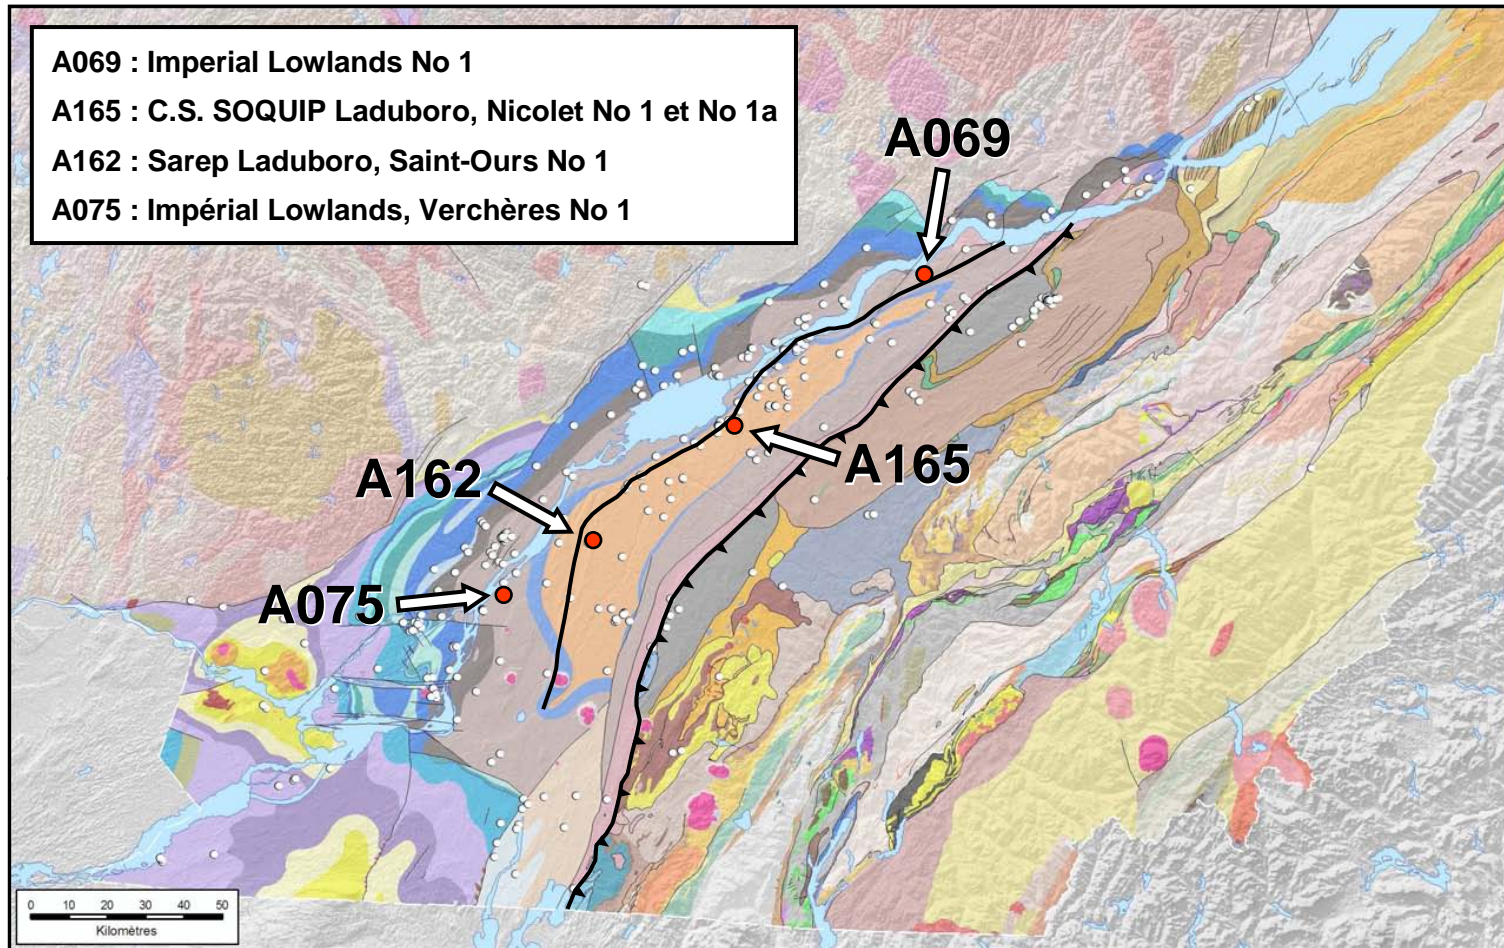 A069 : Imperial Lowlands No 1
A165 : C.S. SOQUIP Laduboro, Nicolet No 1 et No 1a
A162 : Sarep Laduboro, Saint-Ours No 1
A075 : Impérial Lowlands, Verchères No 1
A069
A162
A165
A075
0 10 20 30 40 50
Kilomètres